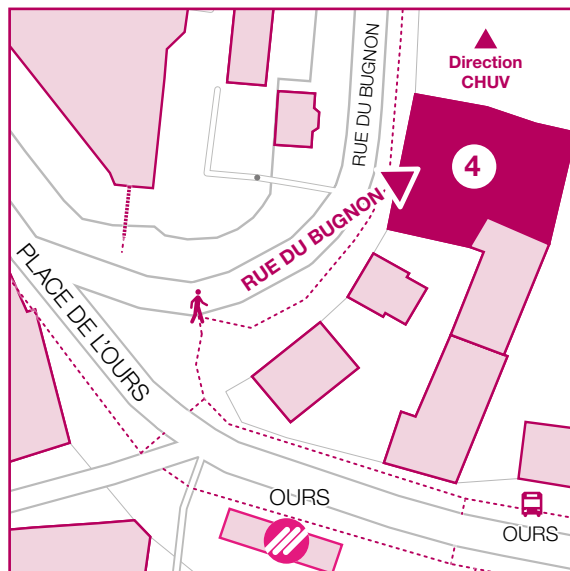 Direction
CHUV
RUE DU BUGNON
4
RUE DU BUGNON
PLACE DE L'OURS
OURS
OURS